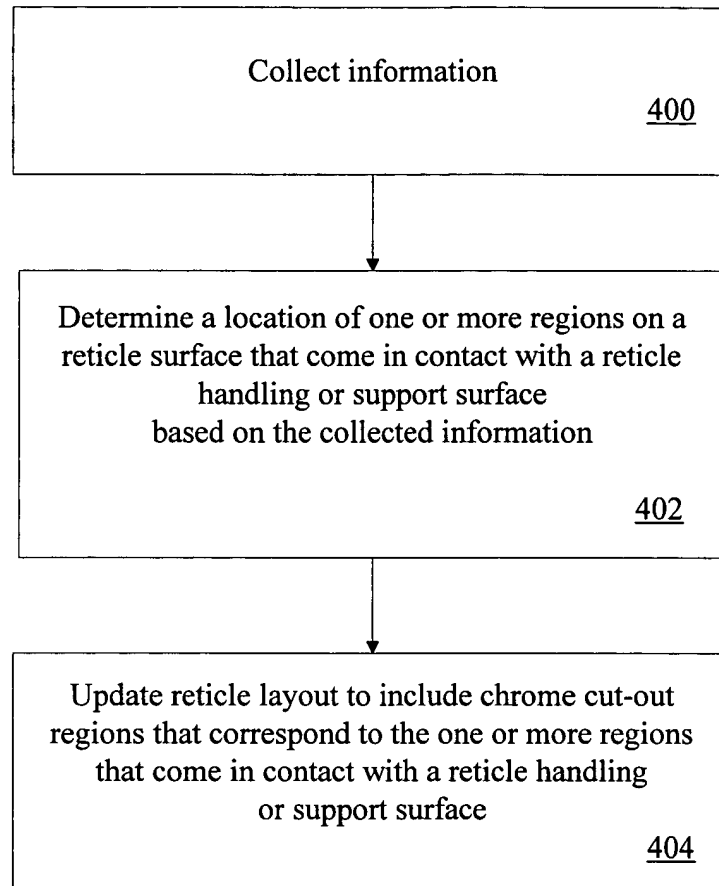 Collect information
400
Determine a location of one or more regions on a
reticle surface that come in contact with a reticle
handling or support surface
based on the collected information
402
Update reticle layout to include chrome cut-out
regions that correspond to the one or more regions
that come in contact with a reticle handling
or support surface
404